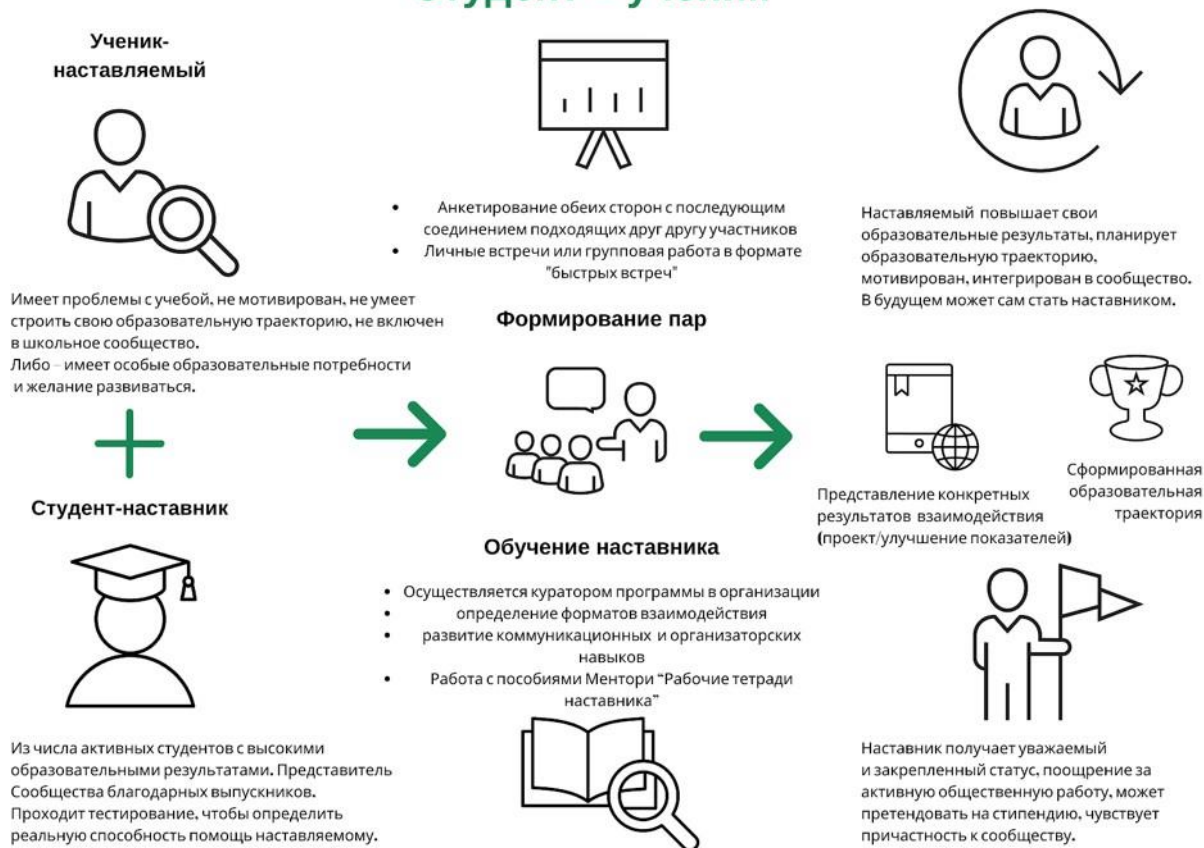 Студент – ученик
Ученик-
наставляемый
Имеет проблемы с учебой, не мотивирован, не умеет
строить свою образовательную траекторию, не включен
в школьное сообщество.
Либо – имеет особые образовательные потребности
и желание развиваться.
Студент-наставник
Из числа активных студентов с высокими
образовательными результатами. Представитель
Сообщества благодарных выпускников.
Проходит тестирование, чтобы определить
реальную способность помощь наставляемому.
• Анкетирование обеих сторон с последующим
соединением подходящих друг другу участников
• Личные встречи или групповая работа в формате
"быстрых встреч"
Формирование пар
Обучение наставника
• Осуществляется куратором программы в организации
• определение форматов взаимодействия
• развитие коммуникационных и организаторских
навыков
• Работа с пособиями Ментори "Рабочие тетради
наставника"
Наставляемый повышает свои
образовательные результаты, планирует
образовательную траекторию,
мотивирован, интегрирован в сообщество.
В будущем может сам стать наставником.
Представление конкретных
результатов взаимодействия
(проект/улучшение показателей)
Сформированная
образовательная
траектория
Наставник получает уважаемый
и закрепленный статус, поощрение за
активную общественную работу, может
претендовать на стипендию, чувствует
причастность к сообществу.